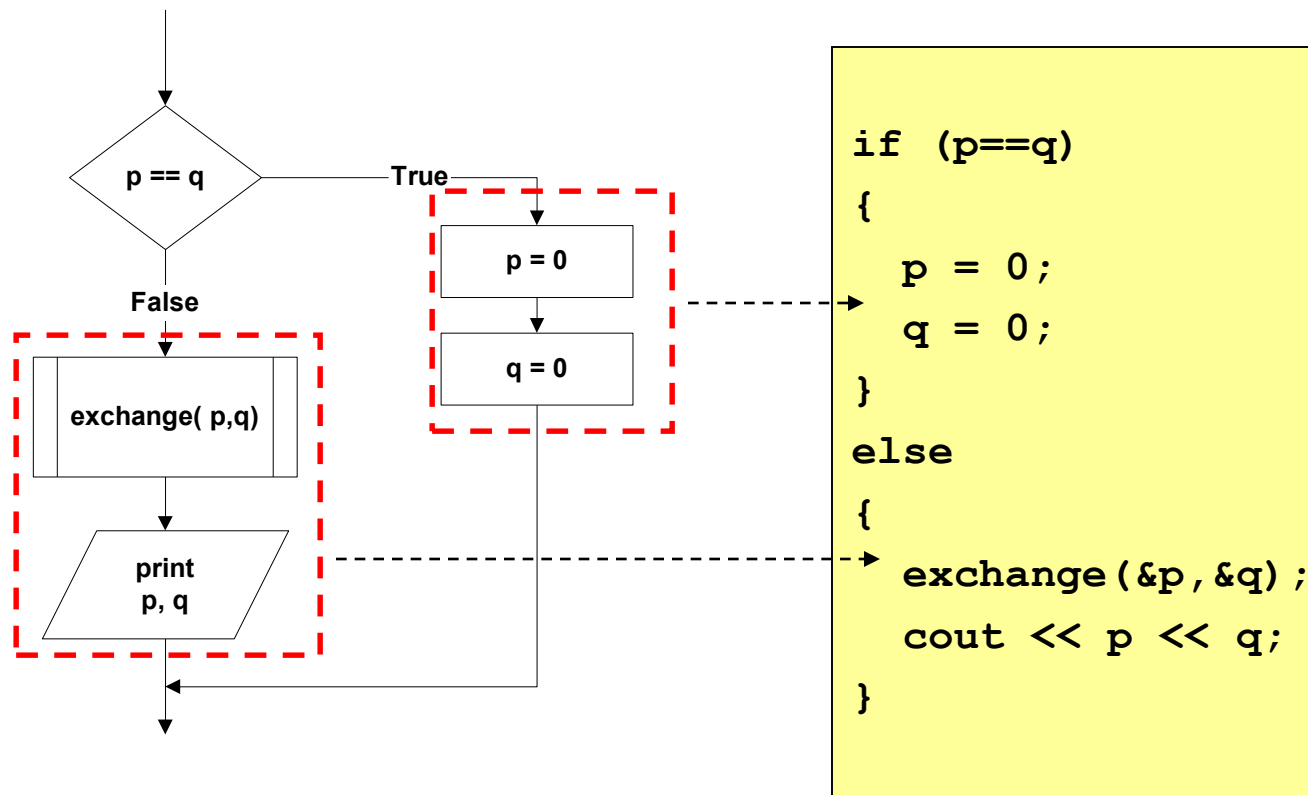 p == q
True
False
p = 0
q = 0
exchange( p,q)
print
p, q
if (p==q)
{
p = 0;
q = 0;
}
else
{
exchange(&p,&q);
cout << p << q;
}